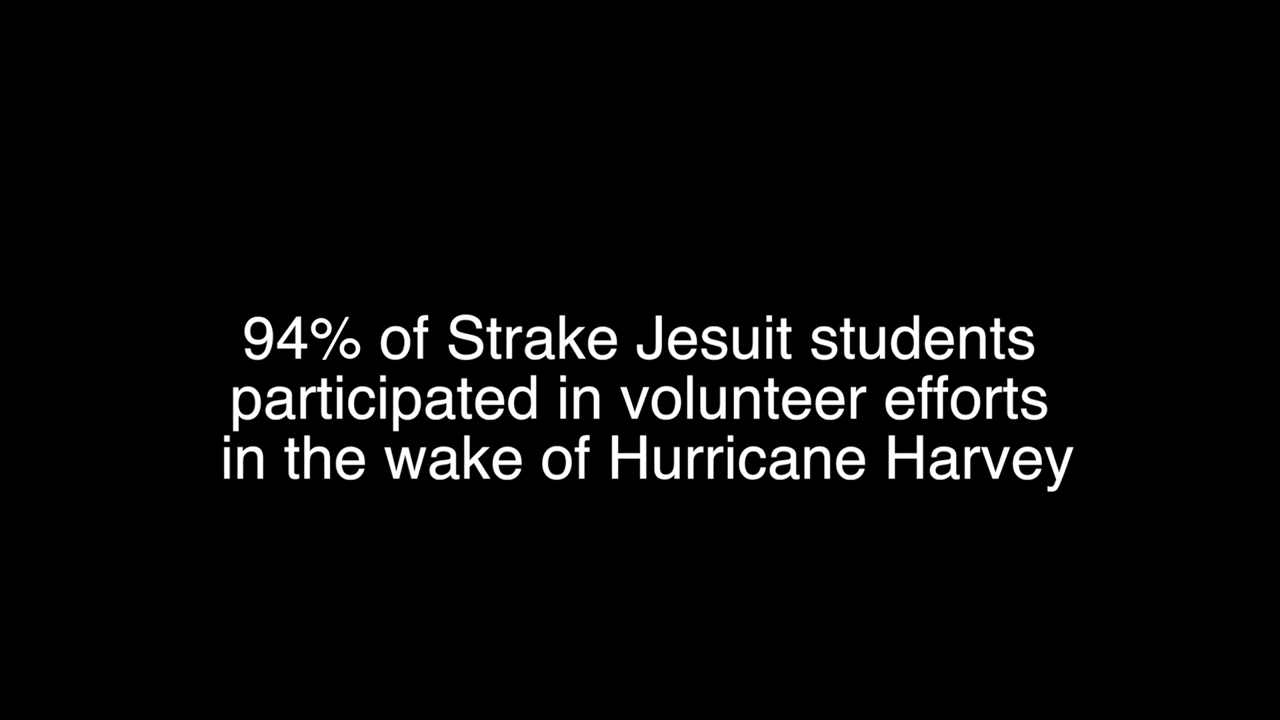 94% of Strake Jesuit students
participated in volunteer efforts
in the wake of Hurricane Harvey